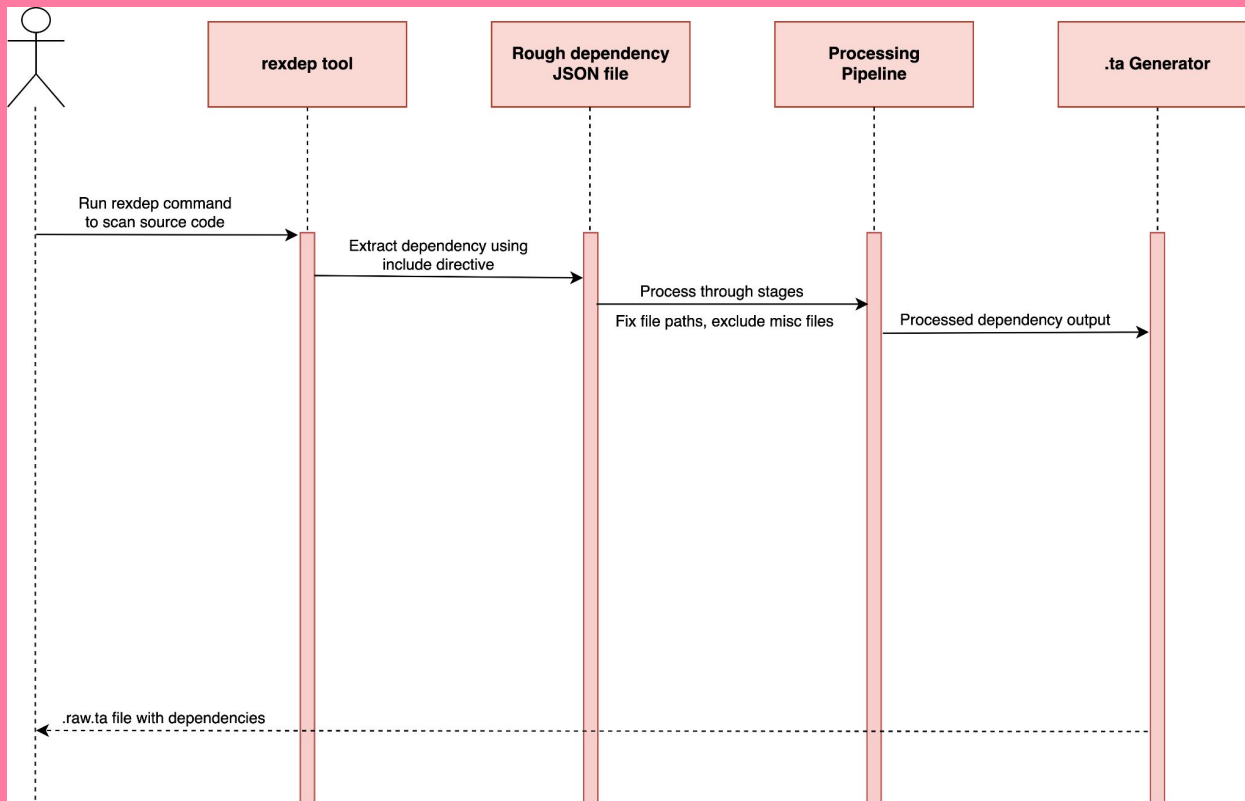 rexdep tool
Rough dependency
JSON file
Processing
Pipeline
.ta Generator
Run rexdep command
to scan source code
Extract dependency using
include directive
Process through stages
Fix file paths, exclude misc files
Processed dependency output
.raw.ta file with dependencies